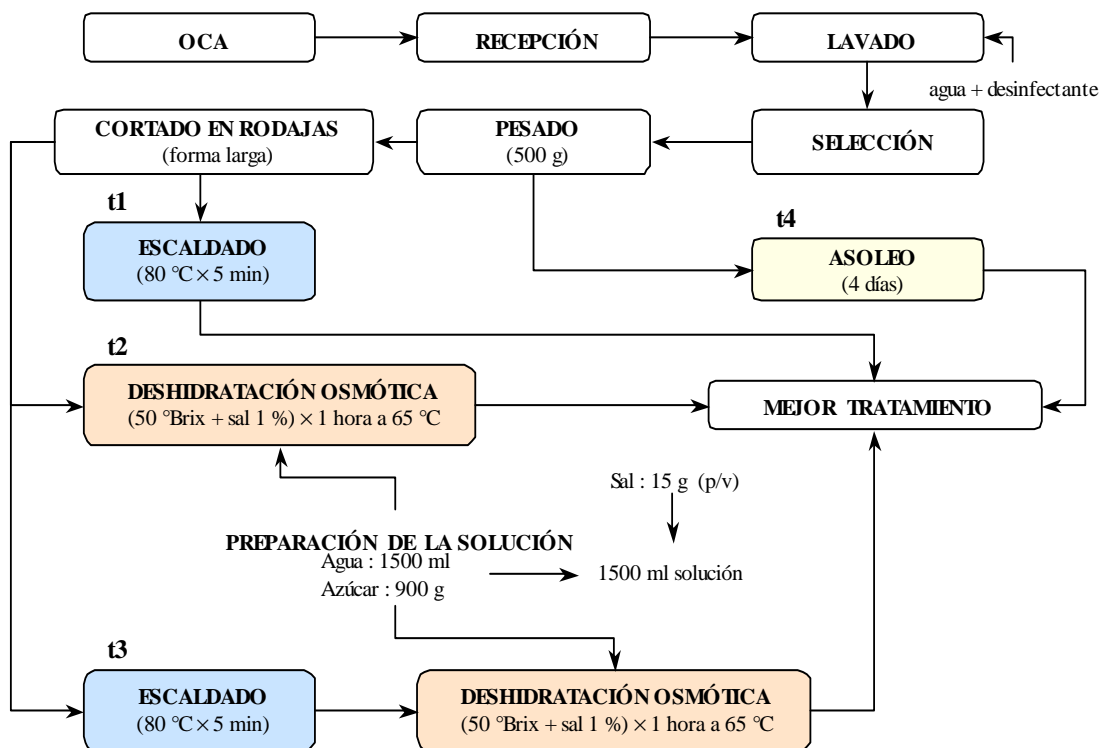 OCA
RECEPCIÓN
LAVADO
agua + desinfectante
CORTADO EN RODAJAS
(forma larga)
PESADO
(500 g)
SELECCIÓN
t1
ESCALDADO
(80 °C × 5 min)
t4
ASOLEO
(4 días)
t2
DESHIDRATACIÓN OSMÓTICA
(50 °Brix + sal 1 %) × 1 hora a 65 °C
MEJOR TRATAMIENTO
Sal : 15 g (p/v)
PREPARACIÓN DE LA SOLUCIÓN
Agua : 1500 ml
Azúcar : 900 g
1500 ml solución
t3
ESCALDADO
(80 °C × 5 min)
DESHIDRATACIÓN OSMÓTICA
(50 °Brix + sal 1 %) × 1 hora a 65 °C